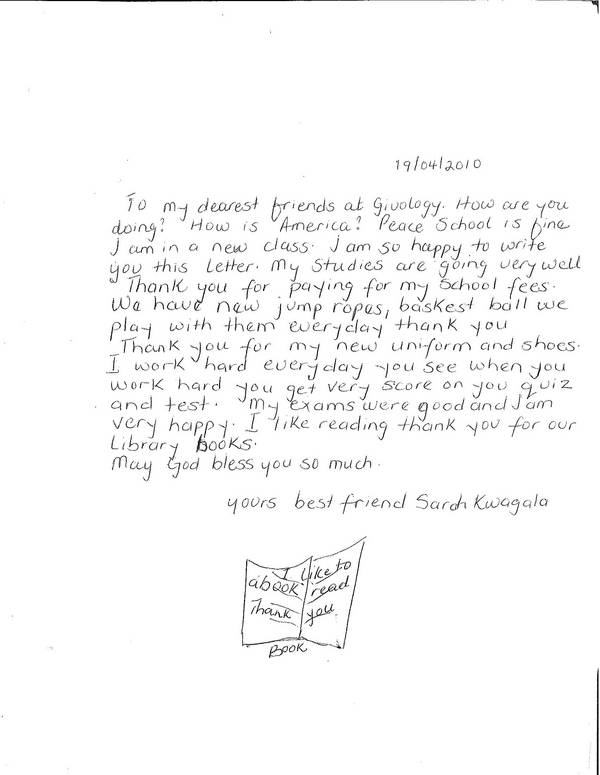 19/04/2010
To my dearest friends at Givology. How are you
doing? How is America? Peace School is fine
I am in a new class. I am so happy to write
you this letter. My studies are going very well
Thank you for paying for my School fees.
We have new jump ropes, baskest ball we
play with them everyday thank you
Thank you for my new uniform and shoes.
I work hard everyday you see when you
work hard you get very score on you quiz
and test. My exams were good and I am
very happy. I like reading thank you for our
Library BOOKS.
May God bless you so much.
yours best friend Sarah Kwagala
I like to
abook read
Thank you
BOOK